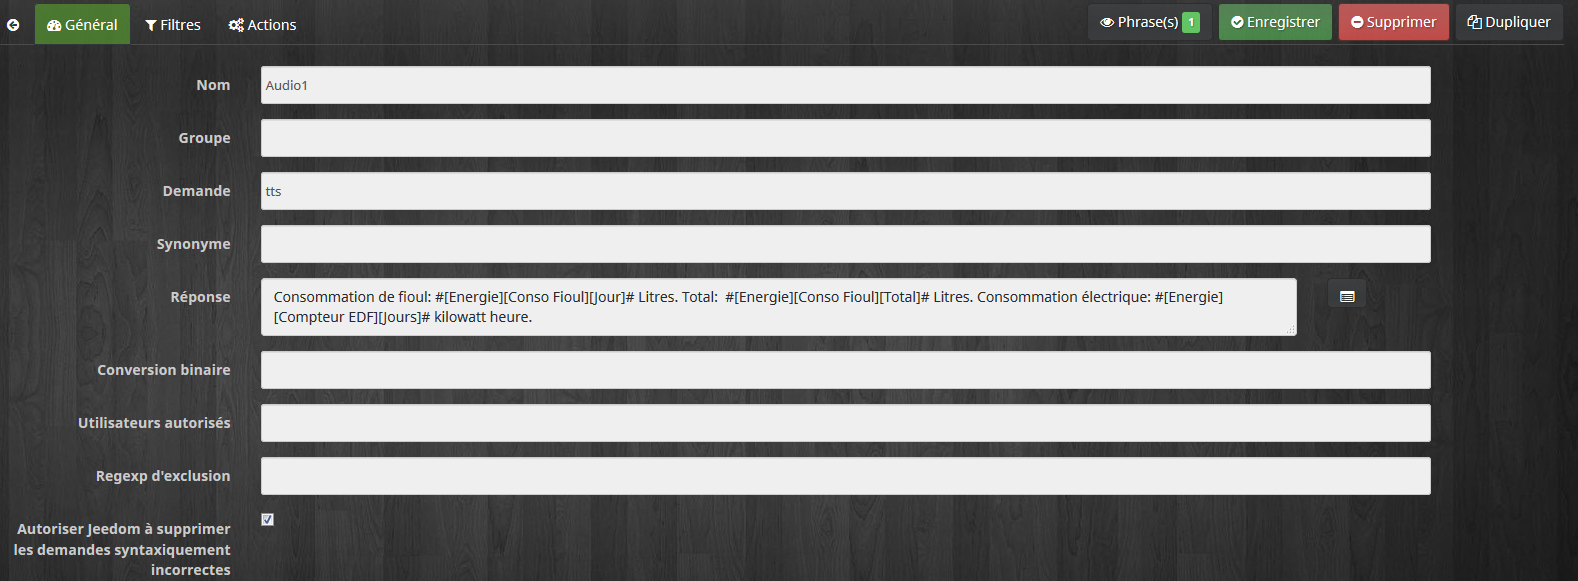 Général Filtres Actions Phrase(s) 1 Enregistrer Supprimer Dupliquer
Nom Audio1
Groupe
Demande tts
Synonyme
Réponse Consommation de fioul: #[Energie][Conso Fioul][Jour]# Litres. Total:  #[Energie][Conso Fioul][Total]# Litres. Consommation électrique: #[Energie]
[Compteur EDF][Jours]# kilowatt heure.
Conversion binaire
Utilisateurs autorisés
Regexp d'exclusion
Autoriser Jeedom à supprimer
les demandes syntaxiquement
incorrectes